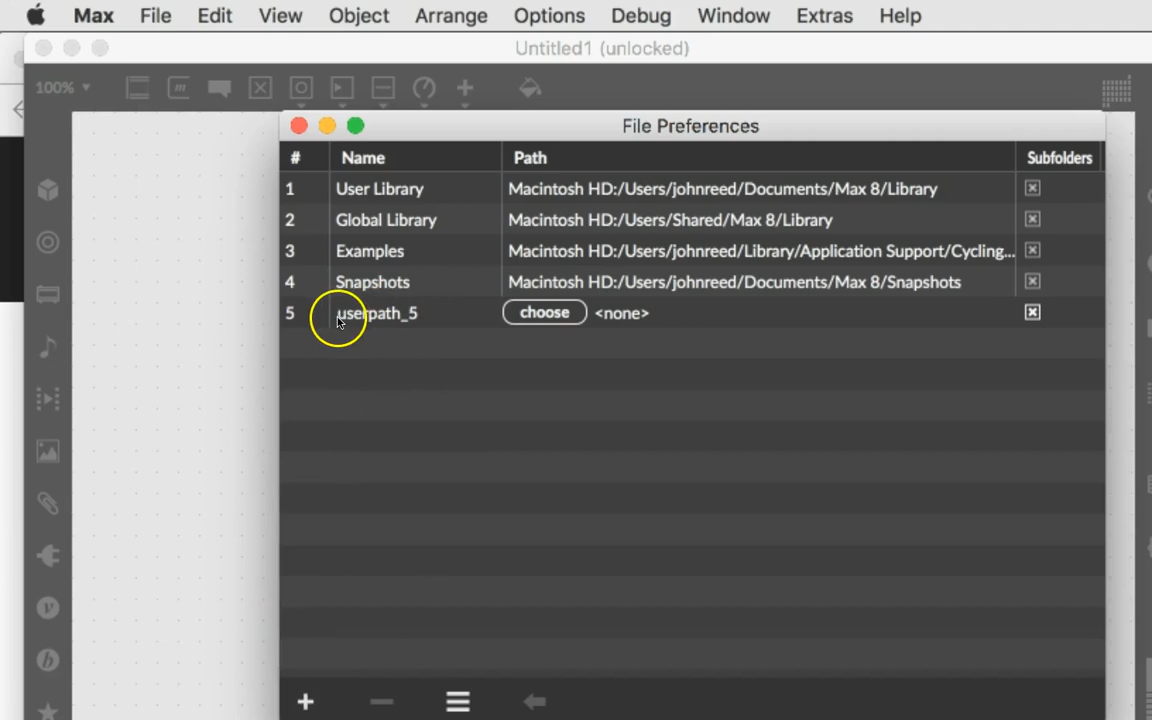 Max File Edit View Object Arrange Options Debug Window Extras Help
Untitled1 (unlocked)
100%
File Preferences
# Name Path Subfolders
1 User Library Macintosh HD:/Users/johnreed/Documents/Max 8/Library
2 Global Library Macintosh HD:/Users/Shared/Max 8/Library
3 Examples Macintosh HD:/Users/johnreed/Library/Application Support/Cycling...
4 Snapshots Macintosh HD:/Users/johnreed/Documents/Max 8/Snapshots
5 userpath_5 choose <none>